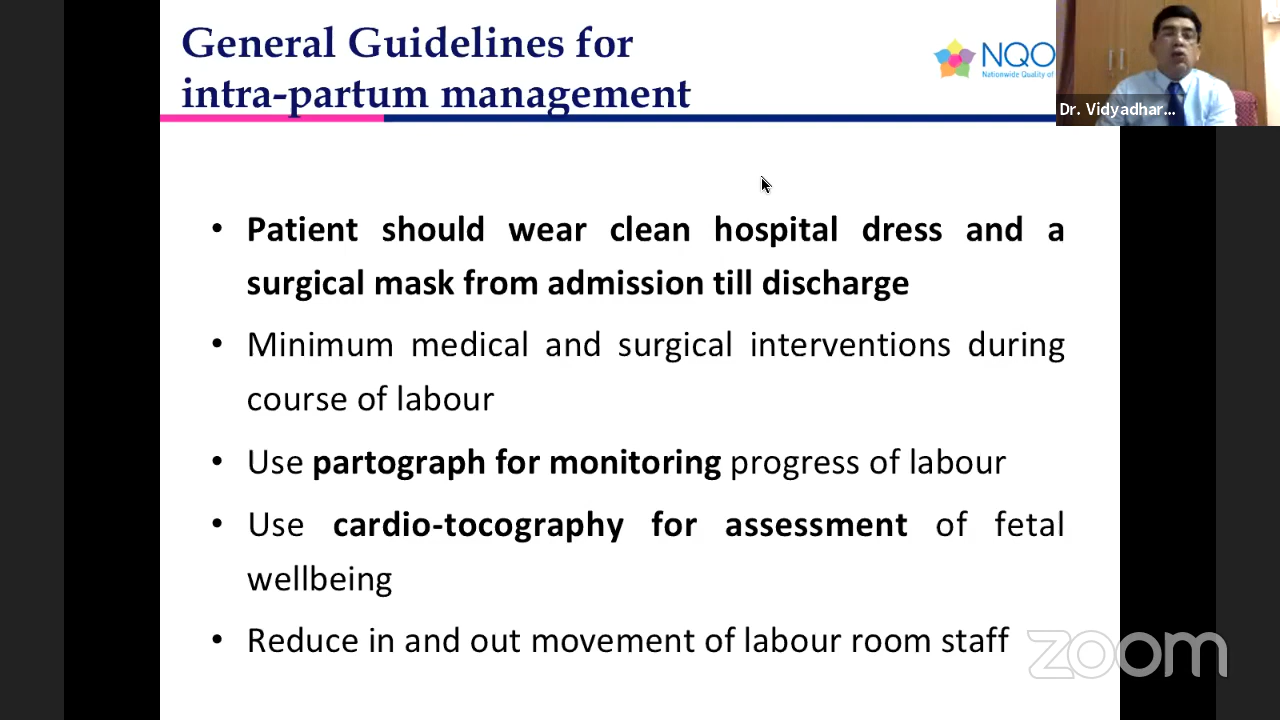 General Guidelines for
intra-partum management
NQO
Nationwide Quality of
Dr. Vidyadhar...
• Patient should wear clean hospital dress and a
surgical mask from admission till discharge
• Minimum medical and surgical interventions during
course of labour
• Use partograph for monitoring progress of labour
• Use cardio-tocography for assessment of fetal
wellbeing
• Reduce in and out movement of labour room staff
zoom